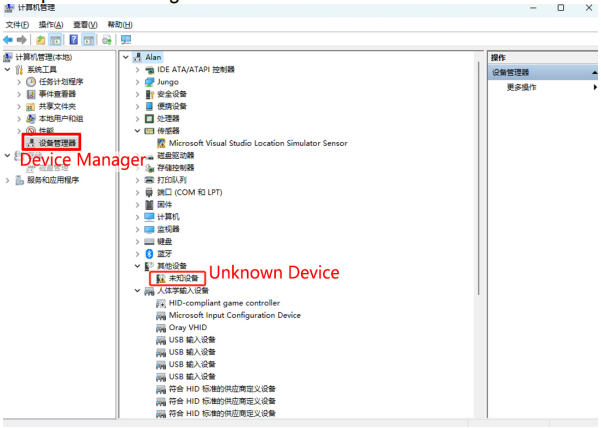 计算机管理
文件(F) 操作(A) 查看(V) 帮助(H)
计算机管理(本地)
系统工具
任务计划程序
事件查看器
共享文件夹
本地用户和组
性能
设备管理器
Device Manager
磁盘管理
服务和应用程序
Alan
IDE ATA/ATAPI 控制器
Jungo
安全设备
便携设备
处理器
传感器
Microsoft Visual Studio Location Simulator Sensor
磁盘驱动器
存储控制器
打印队列
端口 (COM 和 LPT)
固件
计算机
监视器
键盘
蓝牙
其他设备
未知设备
Unknown Device
人体学输入设备
HID-compliant game controller
Microsoft Input Configuration Device
Oray VHID
USB 输入设备
USB 输入设备
USB 输入设备
USB 输入设备
符合 HID 标准的供应商定义设备
符合 HID 标准的供应商定义设备
符合 HID 标准的供应商定义设备
操作
设备管理器
更多操作